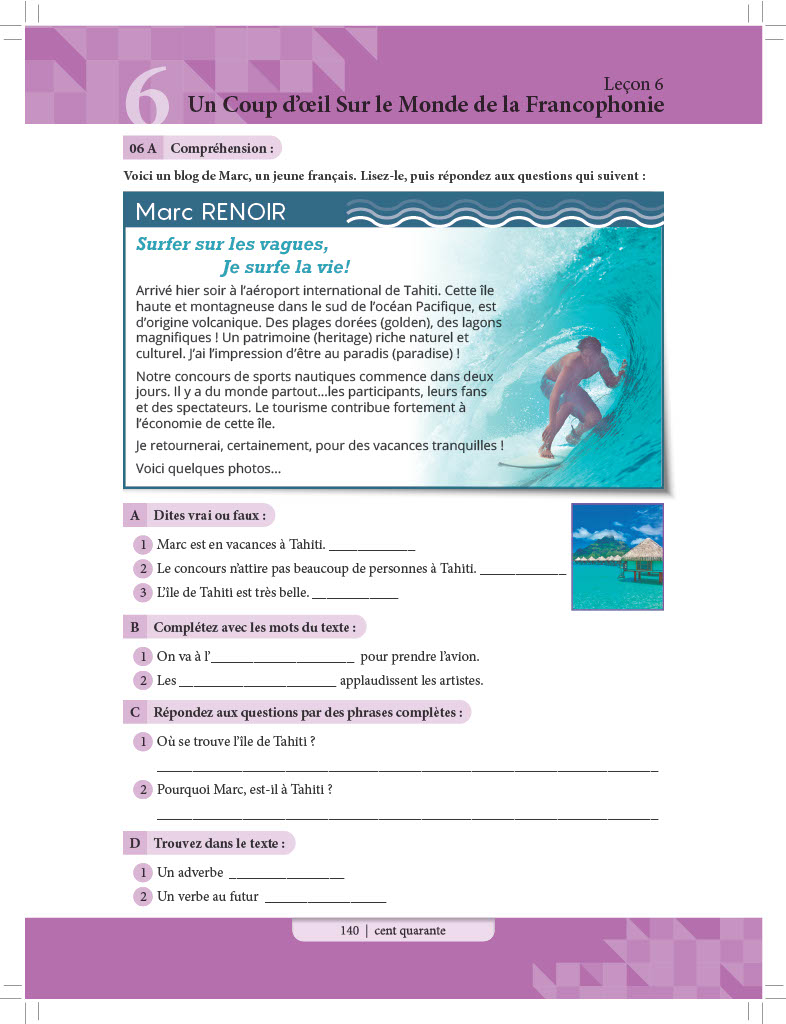 6
Leçon 6
Un Coup d’œil Sur le Monde de la Francophonie
06 A Compréhension :
Voici un blog de Marc, un jeune français. Lisez-le, puis répondez aux questions qui suivent :
Marc RENOIR
Surfer sur les vagues,
Je surfe la vie!
Arrivé hier soir à l’aéroport international de Tahiti. Cette île
haute et montagneuse dans le sud de l’océan Pacifique, est
d’origine volcanique. Des plages dorées (golden), des lagons
magnifiques ! Un patrimoine (heritage) riche naturel et
culturel. J’ai l’impression d’être au paradis (paradise) !
Notre concours de sports nautiques commence dans deux
jours. Il y a du monde partout...les participants, leurs fans
et des spectateurs. Le tourisme contribue fortement à
l’économie de cette île.
Je retournerai, certainement, pour des vacances tranquilles !
Voici quelques photos...
A Dites vrai ou faux :
1 Marc est en vacances à Tahiti. ____________
2 Le concours n’attire pas beaucoup de personnes à Tahiti. ____________
3 L’île de Tahiti est très belle. ____________
B Complétez avec les mots du texte :
1 On va à l’____________________ pour prendre l’avion.
2 Les ______________________ applaudissent les artistes.
C Répondez aux questions par des phrases complètes :
1 Où se trouve l’île de Tahiti ?
2 Pourquoi Marc, est-il à Tahiti ?
D Trouvez dans le texte :
1 Un adverbe ________________
2 Un verbe au futur _________________
140 | cent quarante